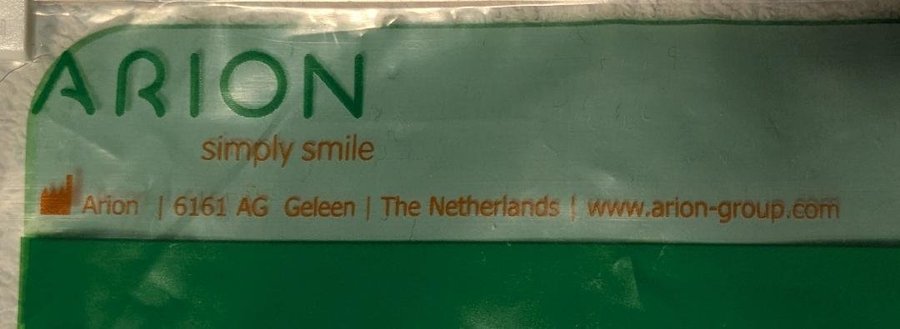 ARION
simply smile
Arion | 6161 AG Geleen | The Netherlands | www.arion-group.com